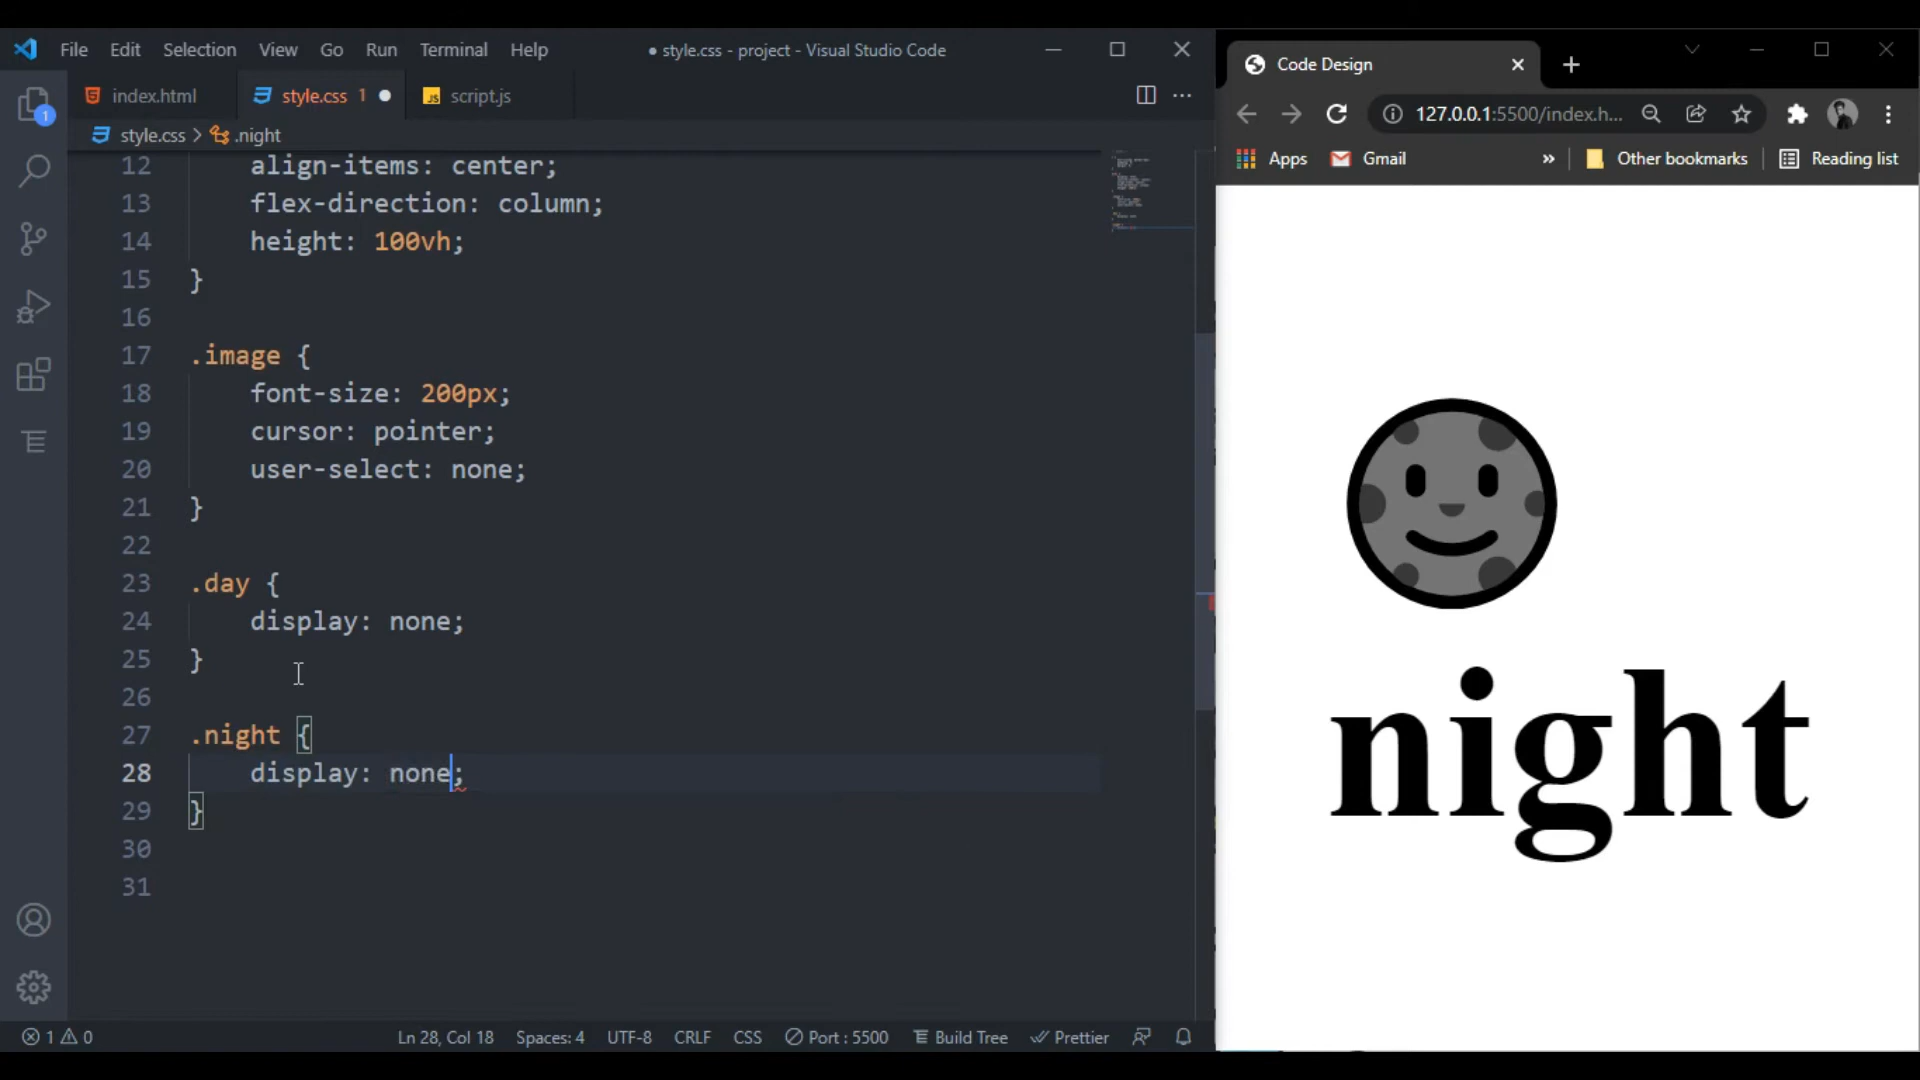 File Edit Selection View Go Run Terminal Help ● style.css - project - Visual Studio Code
index.html style.css 1 ● JS script.js
style.css > .night
12 align-items: center;
13 flex-direction: column;
14 height: 100vh;
15 }
16
17 .image {
18 font-size: 200px;
19 cursor: pointer;
20 user-select: none;
21 }
22
23 .day {
24 display: none;
25 }
26
27 .night {
28 display: none;
29 }
30
31
1 0 Ln 28, Col 18 Spaces: 4 UTF-8 CRLF CSS Port : 5500 Build Tree Prettier
1
Code Design
127.0.0.1:5500/index.h...
Apps Gmail » Other bookmarks Reading list
night